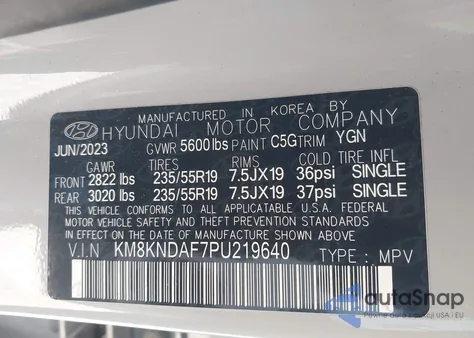 MANUFACTURED IN KOREA BY
HYUNDAI MOTOR COMPANY
JUN/2023 GVWR 5600 lbs PAINT C5G TRIM YGN
GAWR TIRES RIMS COLD TIRE INFL
FRONT 2822 lbs 235/55R19 7.5JX19 36psi SINGLE
REAR 3020 lbs 235/55R19 7.5JX19 37psi SINGLE
THIS VEHICLE CONFORMS TO ALL APPLICABLE FEDERAL
MOTOR VEHICLE SAFETY, BUMPER, AND THEFT PREVENTION
STANDARDS IN EFFECT ON THE DATE OF MANUFACTURE
SHOWN ABOVE.
V.I.N KM8KNDAF7PU219640 TYPE : MPV
autoSnap